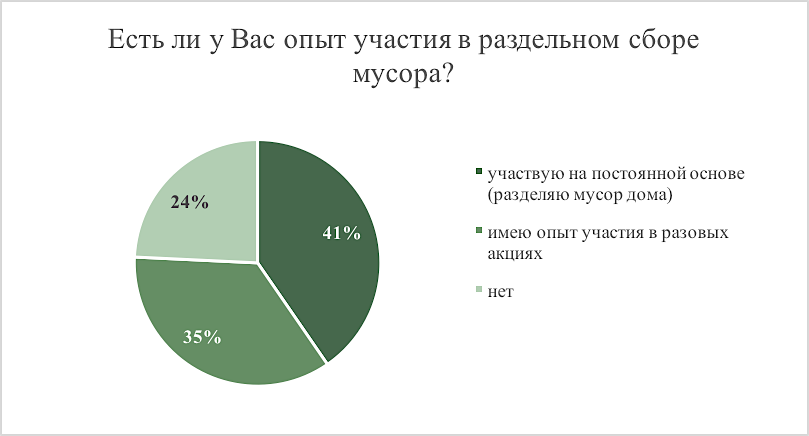 Есть ли у Вас опыт участия в раздельном сборе
мусора?
24%
41%
35%
участвую на постоянной основе
(разделяю мусор дома)
имею опыт участия в разовых
акциях
нет